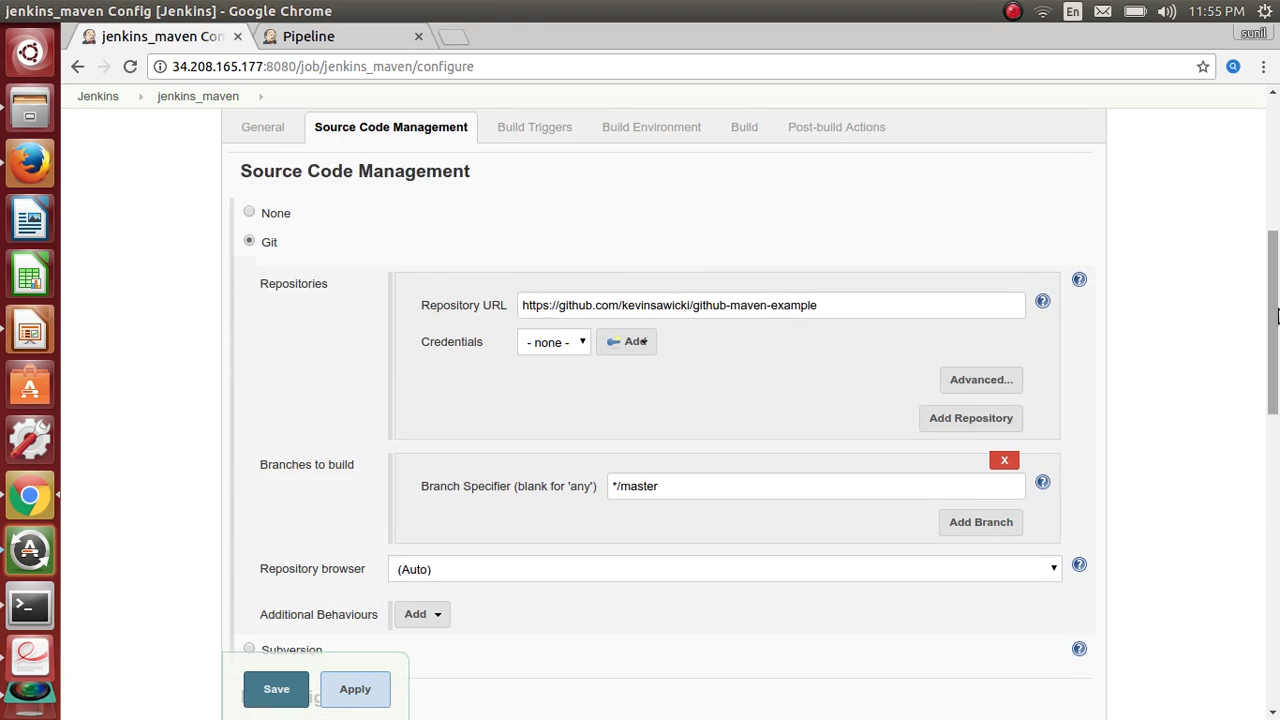 jenkins_maven Config [Jenkins] - Google Chrome
En
11:55 PM
jenkins_maven Con
Pipeline
sunil
34.208.165.177:8080/job/jenkins_maven/configure
Jenkins
jenkins_maven
General
Source Code Management
Build Triggers
Build Environment
Build
Post-build Actions
Source Code Management
None
Git
Repositories
Repository URL
https://github.com/kevinsawicki/github-maven-example
Credentials
- none -
Add
Advanced...
Add Repository
Branches to build
X
Branch Specifier (blank for 'any')
*/master
Add Branch
Repository browser
(Auto)
Additional Behaviours
Add
Subversion
Save
Apply